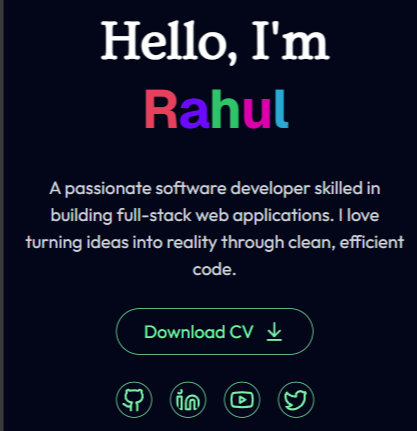 Hello, I'm
Rahul
A passionate software developer skilled in
building full-stack web applications. I love
turning ideas into reality through clean, efficient
code.
Download CV